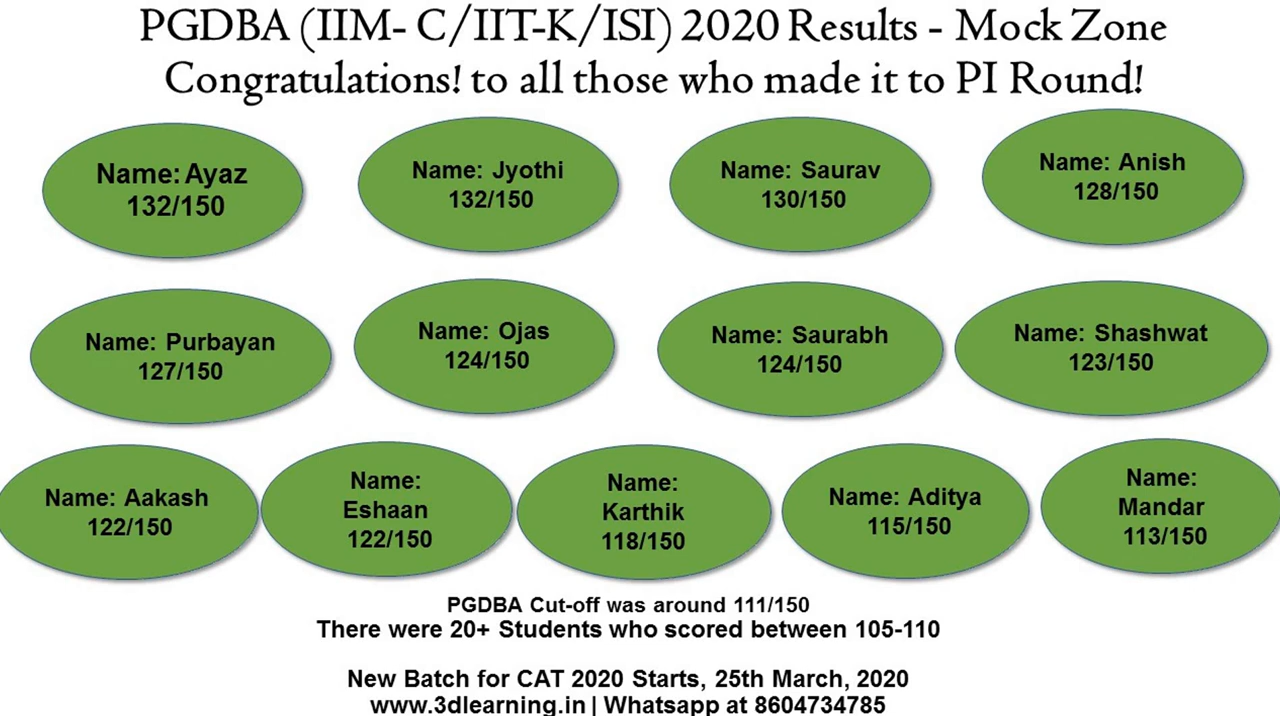 PGDBA (IIM- C/IIT-K/ISI) 2020 Results - Mock Zone
Congratulations! to all those who made it to PI Round!
Name: Ayaz
132/150
Name: Jyothi
132/150
Name: Saurav
130/150
Name: Anish
128/150
Name: Purbayan
127/150
Name: Ojas
124/150
Name: Saurabh
124/150
Name: Shashwat
123/150
Name: Aakash
122/150
Name:
Eshaan
122/150
Name:
Karthik
118/150
Name: Aditya
115/150
Name:
Mandar
113/150
PGDBA Cut-off was around 111/150
There were 20+ Students who scored between 105-110
New Batch for CAT 2020 Starts, 25th March, 2020
www.3dlearning.in | Whatsapp at 8604734785